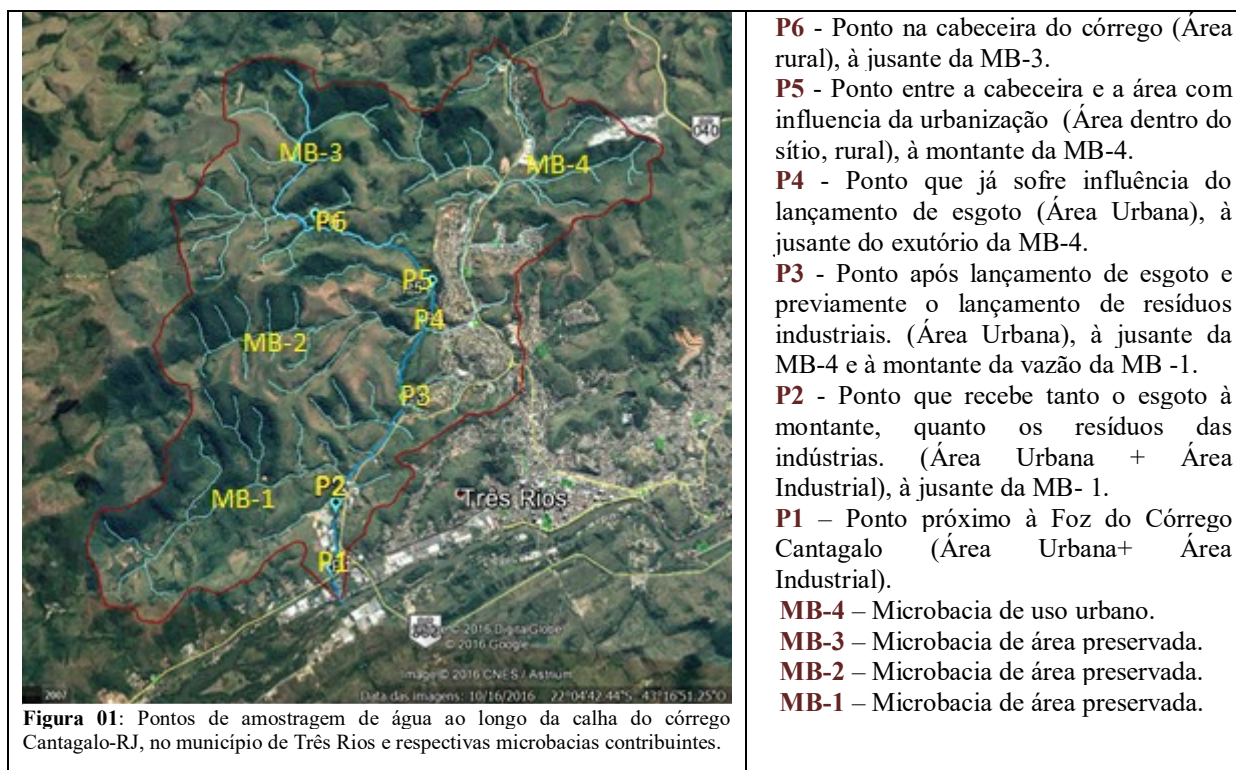 MB-3
MB-4
040
P6
P5
P4
MB-2
P3
MB-1
P2
Três Rios
P1
© 2016 DigitalGlobe
© 2016 Google
Image © 2016 CNES / Astrium
2007
Data das imagens: 10/16/2016 22°04'42.44"S, 43°16'51.25"O
Figura 01: Pontos de amostragem de água ao longo da calha do córrego
Cantagalo-RJ, no município de Três Rios e respectivas microbacias contribuintes.
P6 - Ponto na cabeceira do córrego (Área
rural), à jusante da MB-3.
P5 - Ponto entre a cabeceira e a área com
influencia da urbanização (Área dentro do
sítio, rural), à montante da MB-4.
P4 - Ponto que já sofre influência do
lançamento de esgoto (Área Urbana), à
jusante do exutório da MB-4.
P3 - Ponto após lançamento de esgoto e
previamente o lançamento de resíduos
industriais. (Área Urbana), à jusante da
MB-4 e à montante da vazão da MB -1.
P2 - Ponto que recebe tanto o esgoto à
montante, quanto os resíduos das
indústrias. (Área Urbana + Área
Industrial), à jusante da MB- 1.
P1 – Ponto próximo à Foz do Córrego
Cantagalo (Área Urbana+ Área
Industrial).
MB-4 – Microbacia de uso urbano.
MB-3 – Microbacia de área preservada.
MB-2 – Microbacia de área preservada.
MB-1 – Microbacia de área preservada.